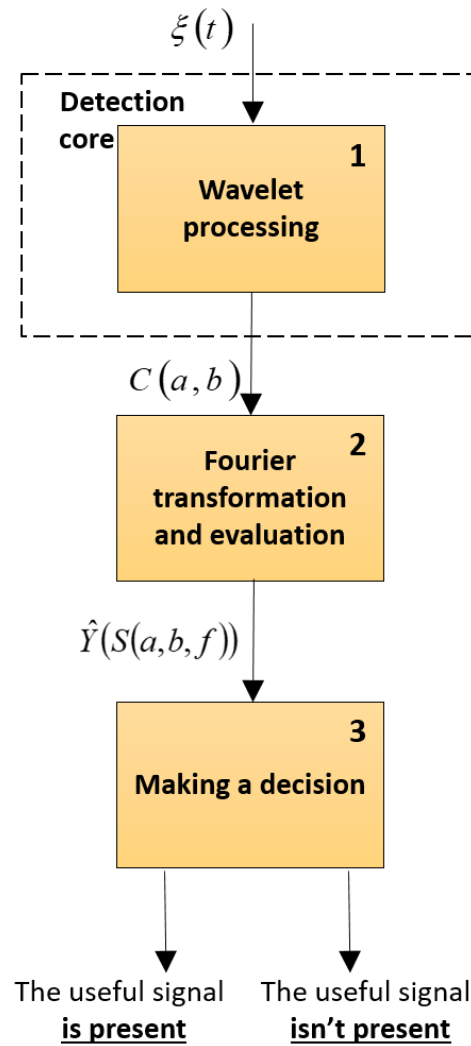 ξ(t)
Detection
core
1
Wavelet
processing
C(a,b)
2
Fourier
transformation
and evaluation
Ŷ(S(a,b,f))
3
Making a decision
The useful signal
is present
The useful signal
isn't present